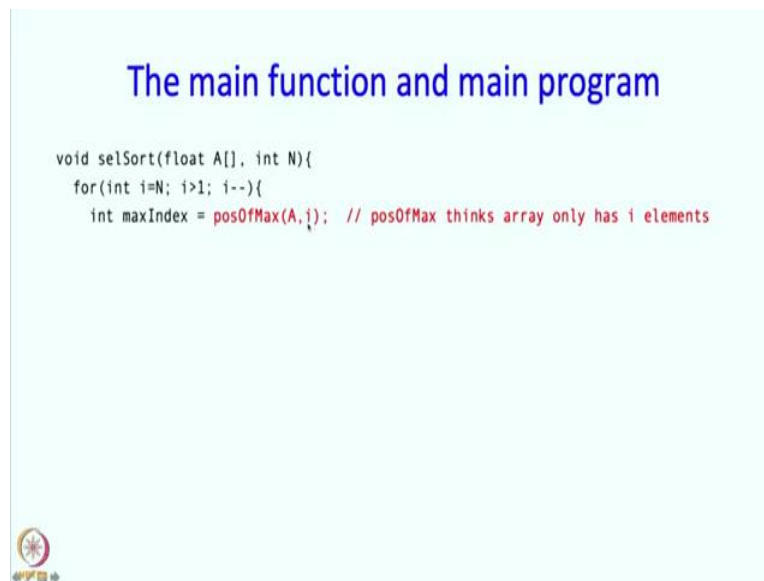 The main function and main program
void selSort(float A[], int N){
for(int i=N; i>1; i--){
int maxIndex = posOfMax(A,i); // posOfMax thinks array only has i elements